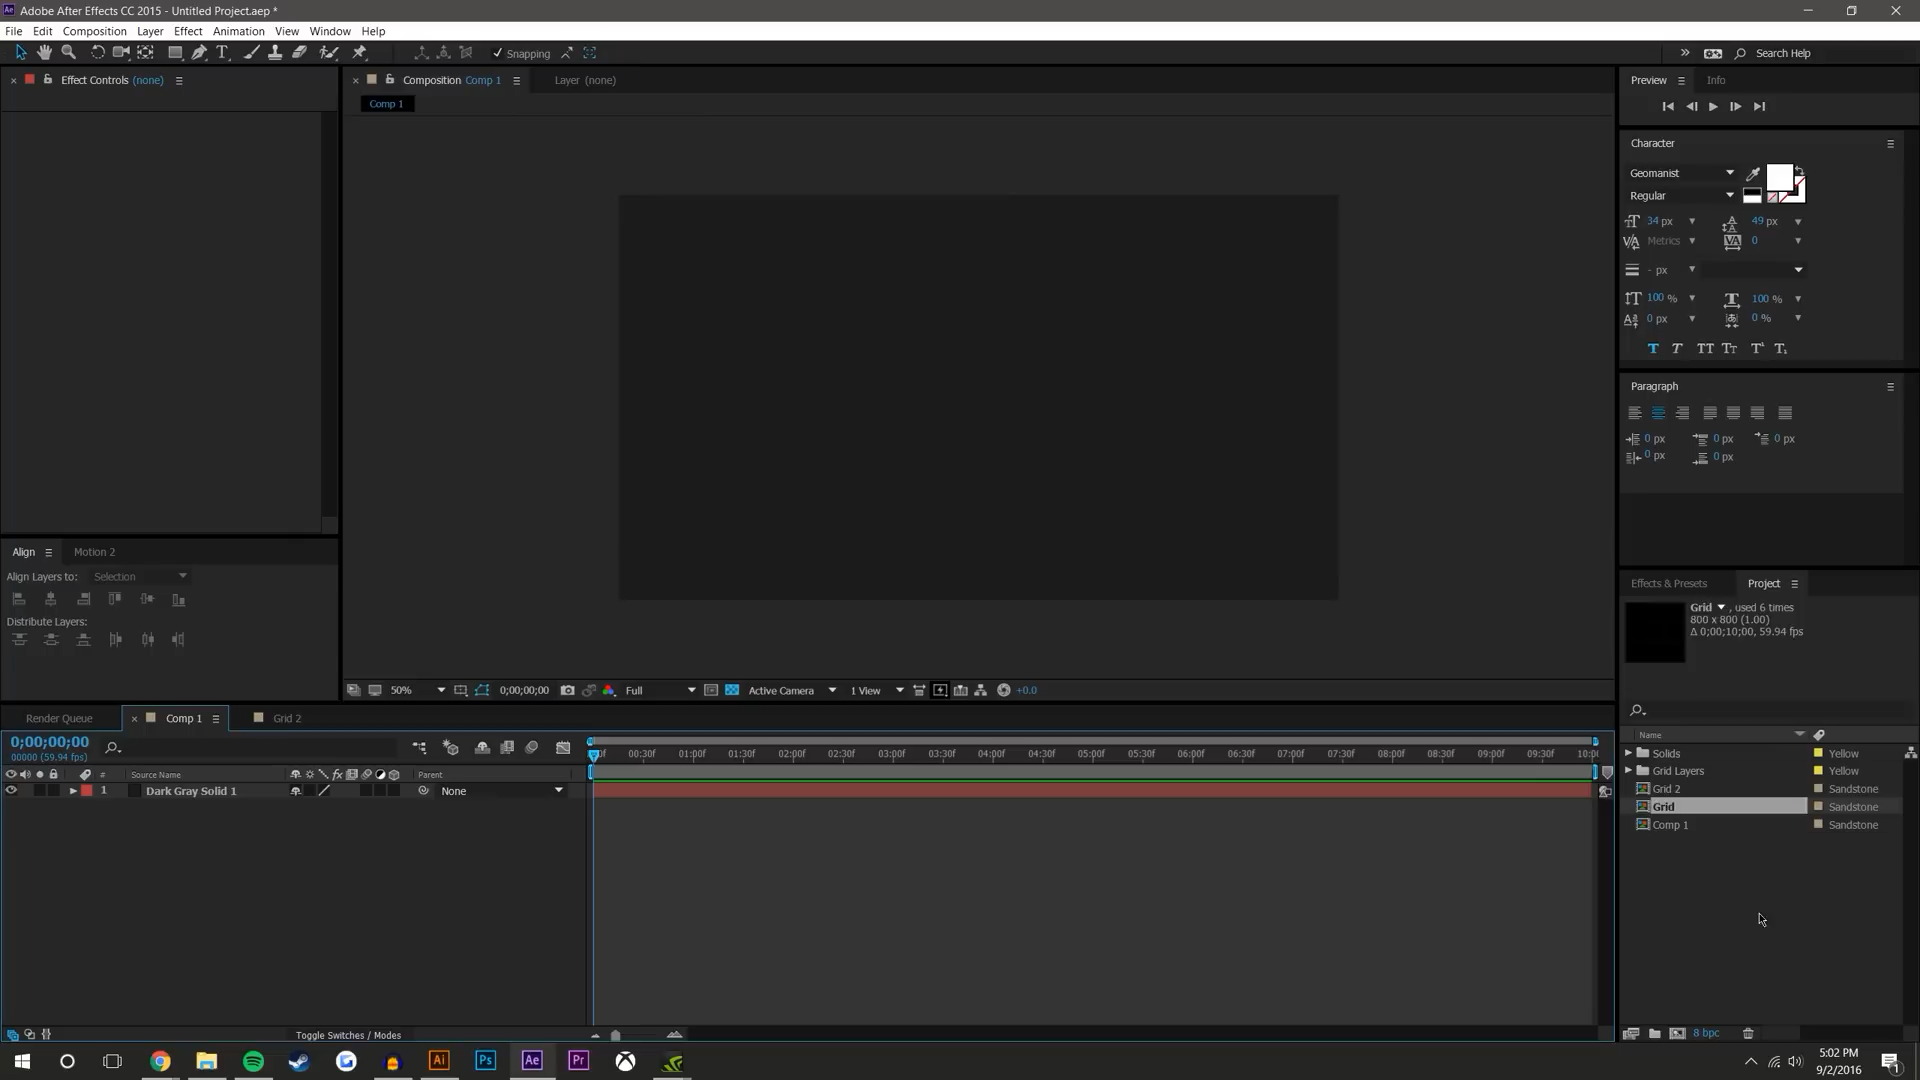 Adobe After Effects CC 2015 - Untitled Project.aep *
File Edit Composition Layer Effect Animation View Window Help
Snapping
Search Help
Effect Controls (none)
Composition Comp 1
Layer (none)
Comp 1
Preview
Info
Character
Geomanist
Regular
34 px
49 px
Metrics
0
- px
100 %
100 %
0 px
0 %
Paragraph
0 px 0 px 0 px
0 px 0 px
Align
Motion 2
Align Layers to: Selection
Distribute Layers:
Effects & Presets
Project
Grid , used 6 times
800 x 800 (1.00)
Δ 0;00;10;00, 59.94 fps
50%
0;00;00;00
Full
Active Camera
1 View
+0.0
Render Queue
Comp 1
Grid 2
0;00;00;00
00000 (59.94 fps)
00:30f 01:00f 01:30f 02:00f 02:30f 03:00f 03:30f 04:00f 04:30f 05:00f 05:30f 06:00f 06:30f 07:00f 07:30f 08:00f 08:30f 09:00f 09:30f 10:0
# Source Name Parent
1 Dark Gray Solid 1 None
Name
Solids Yellow
Grid Layers Yellow
Grid 2 Sandstone
Grid Sandstone
Comp 1 Sandstone
Toggle Switches / Modes
8 bpc
5:02 PM
9/2/2016